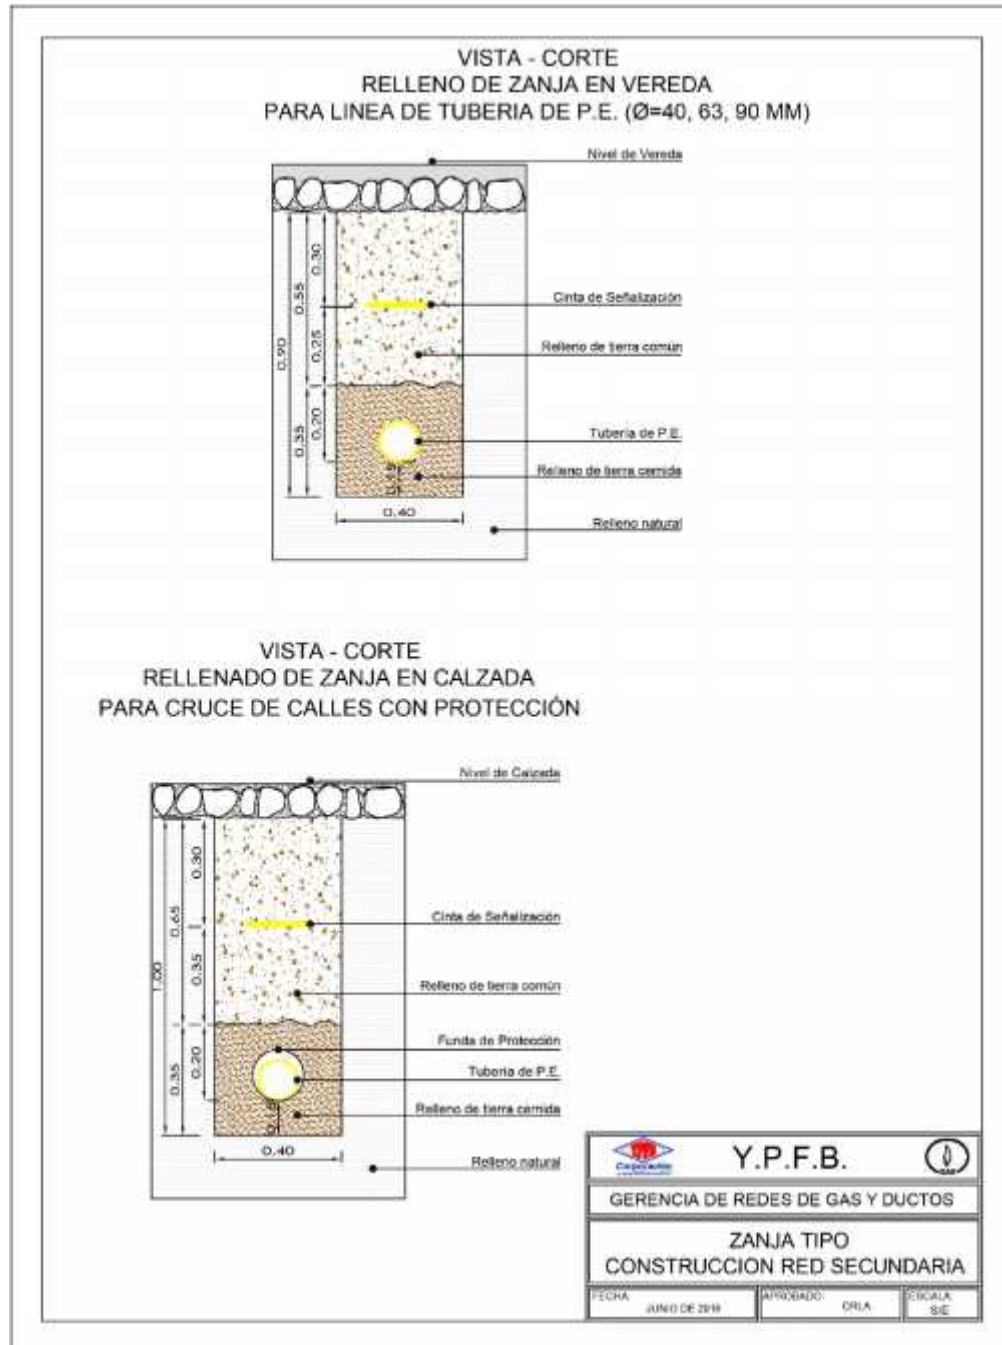 VISTA - CORTE
RELLENO DE ZANJA EN VEREDA
PARA LINEA DE TUBERIA DE P.E. (Ø=40, 63, 90 MM)
Nivel de Vereda
0.30
0.55
Cinta de Señalización
0.25
Relleno de tierra común
0.90
0.20
0.35
Tubería de P.E.
Relleno de tierra cernida
0.40
Relleno natural
VISTA - CORTE
RELLENADO DE ZANJA EN CALZADA
PARA CRUCE DE CALLES CON PROTECCIÓN
Nivel de Calzada
0.30
0.65
Cinta de Señalización
0.35
1.00
Relleno de tierra común
Funda de Protección
0.20
0.35
Tubería de P.E.
Relleno de tierra cernida
0.40
Relleno natural
Corporación
Y.P.F.B.
GERENCIA DE REDES DE GAS Y DUCTOS
ZANJA TIPO
CONSTRUCCION RED SECUNDARIA
FECHA:
JUNIO DE
APROBADO:
CRLA
ESCALA:
S/E